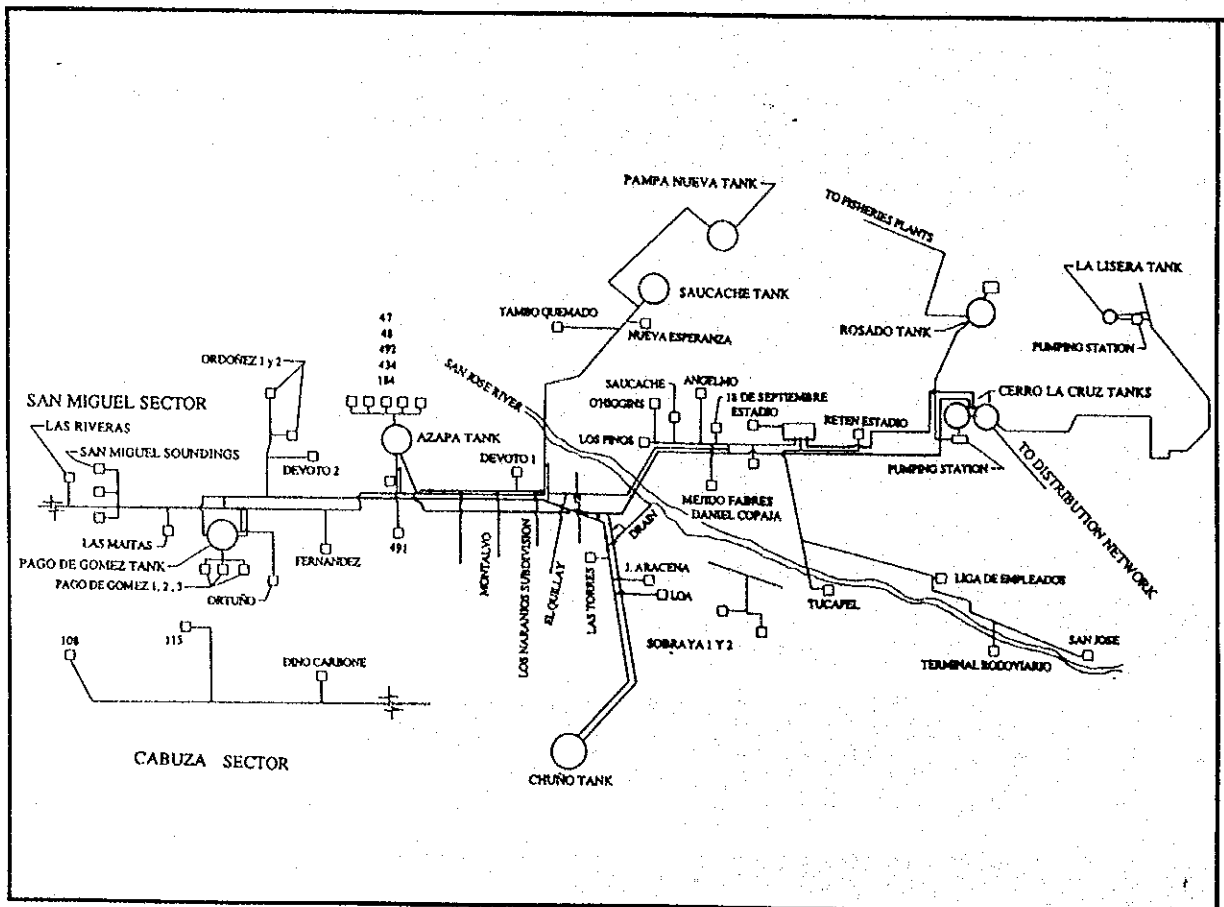 PAMPA NUEVA TANK
TO FISHERIES PLANTS
LA LISERA TANK
SAUCACHE TANK
YAMBO QUEMADO
NUEVA ESPERANZA
ROSADO TANK
PUMPING STATION
47
48
492
434
184
ORDOÑEZ 1 y 2
SAN JOSE RIVER
SAUCACHE
ANGELMO
O'HIGGINS
18 DE SEPTIEMBRE
ESTADIO
RETEN ESTADIO
CERRO LA CRUZ TANKS
SAN MIGUEL SECTOR
LAS RIVERAS
SAN MIGUEL SOUNDINGS
AZAPA TANK
LOS PINOS
DEVOTO 2
DEVOTO 1
PUMPING STATION
MEJIDO FABRES
DANIEL COPAJA
TO DISTRIBUTION NETWORK
DRAIN
LAS MAITAS
491
PAGO DE GOMEZ TANK
FERNANDEZ
PAGO DE GOMEZ 1, 2, 3
ORTUÑO
MONTALVO
LOS NARANJOS SUBDIVISION
EL QUILLAY
LAS TORRES
J. ARACENA
LOA
LIGA DE EMPLEADOS
TUCAPEL
SOBRAYA 1 Y 2
SAN JOSE
TERMINAL RODOVIARIO
108
115
DINO CARBONE
CABUZA SECTOR
CHUÑO TANK